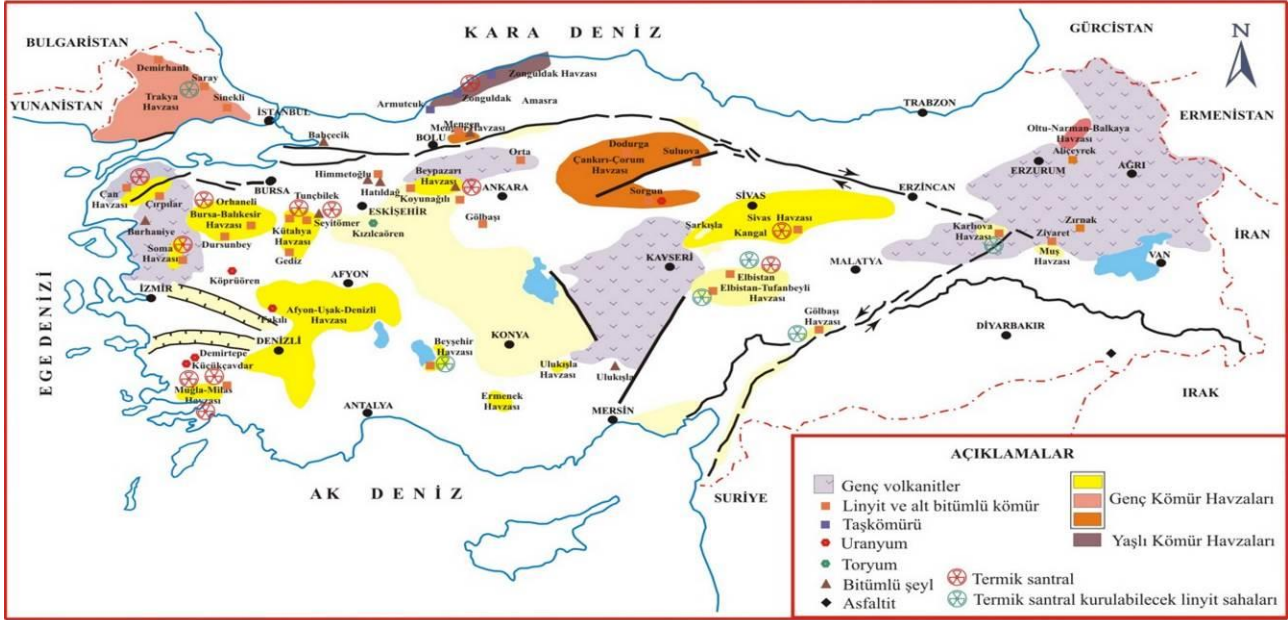 KARA DENİZ
GÜRCİSTAN
BULGARİSTAN
N
Demirhanlı
Saray
Trakya
Havzası
Sinekli
YUNANİSTAN
İSTANBUL
Zonguldak Havzası
Zonguldak
Armutcuk
Amasra
TRABZON
ERMENİSTAN
Bahçecik
BOLU
Mengen
Mengen Havzası
Dodurga
Çankırı-Çorum
Havzası
Suluova
Oltu-Narman-Balkaya
Havzası
Aliçeyrek
Orta
Himmetoğlu
Hatıldağ
Beypazarı
Havzası
Koyunağılı
ANKARA
Gölbaşı
Sorgun
SİVAS
ERZİNCAN
ERZURUM
AĞRI
BURSA
Çan
Havzası
Çırpılar
Orhaneli
Bursa-Balıkesir
Havzası
Dursunbey
Tunçbilek
Seyitömer
Kütahya
Havzası
Gediz
ESKİŞEHİR
Kızılcaören
Burhaniye
Soma
Havzası
Köprüören
Şarkışla
Sivas Havzası
Kangal
Karlıova
Havzası
Zırnak
Ziyaret
Muş
Havzası
VAN
İRAN
EGE DENİZİ
İZMİR
AFYON
Afyon-Uşak-Denizli
Havzası
Fakılı
KAYSERİ
MALATYA
Elbistan
Elbistan-Tufanbeyli
Havzası
Gölbaşı
Havzası
DİYARBAKIR
DENİZLİ
Demirtepe
Küçükçavdar
Muğla-Milas
Havzası
KONYA
Beyşehir
Havzası
Ulukışla
Havzası
Ulukışla
Ermenek
Havzası
ANTALYA
MERSİN
IRAK
SURİYE
AK DENİZ
AÇIKLAMALAR
Genç volkanitler
Linyit ve alt bitümlü kömür
Taşkömürü
Uranyum
Toryum
Bitümlü şeyl
Asfaltit
Genç Kömür Havzaları
Yaşlı Kömür Havzaları
Termik santral
Termik santral kurulabilecek linyit sahaları